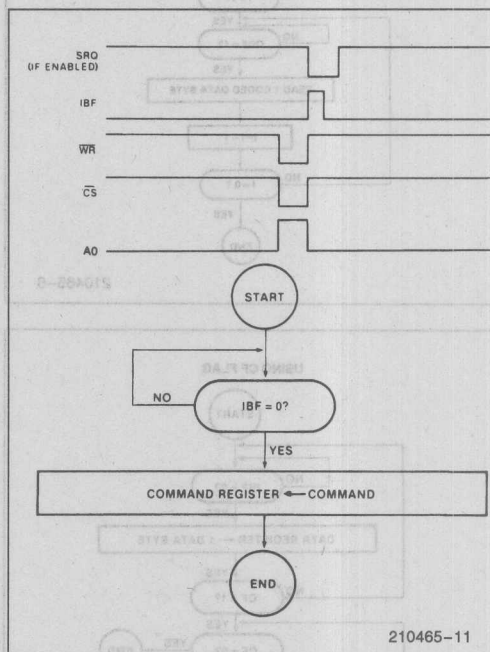 SRQ
(IF ENABLED)
IBF
WR
CS
A0
START
NO
IBF = 0?
YES
COMMAND REGISTER ← COMMAND
END
210465-11